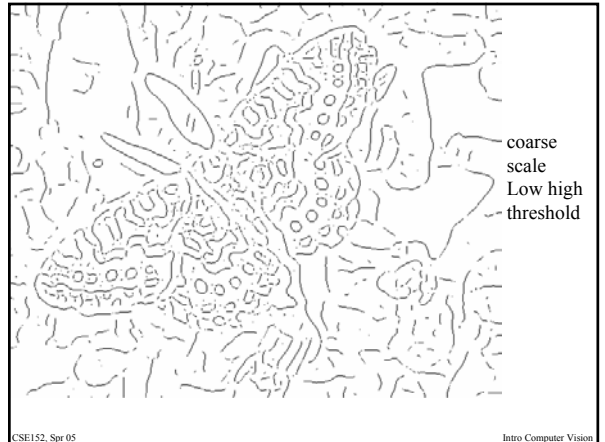 coarse
scale
Low high
threshold
CSE152, Spr 05
Intro Computer Vision